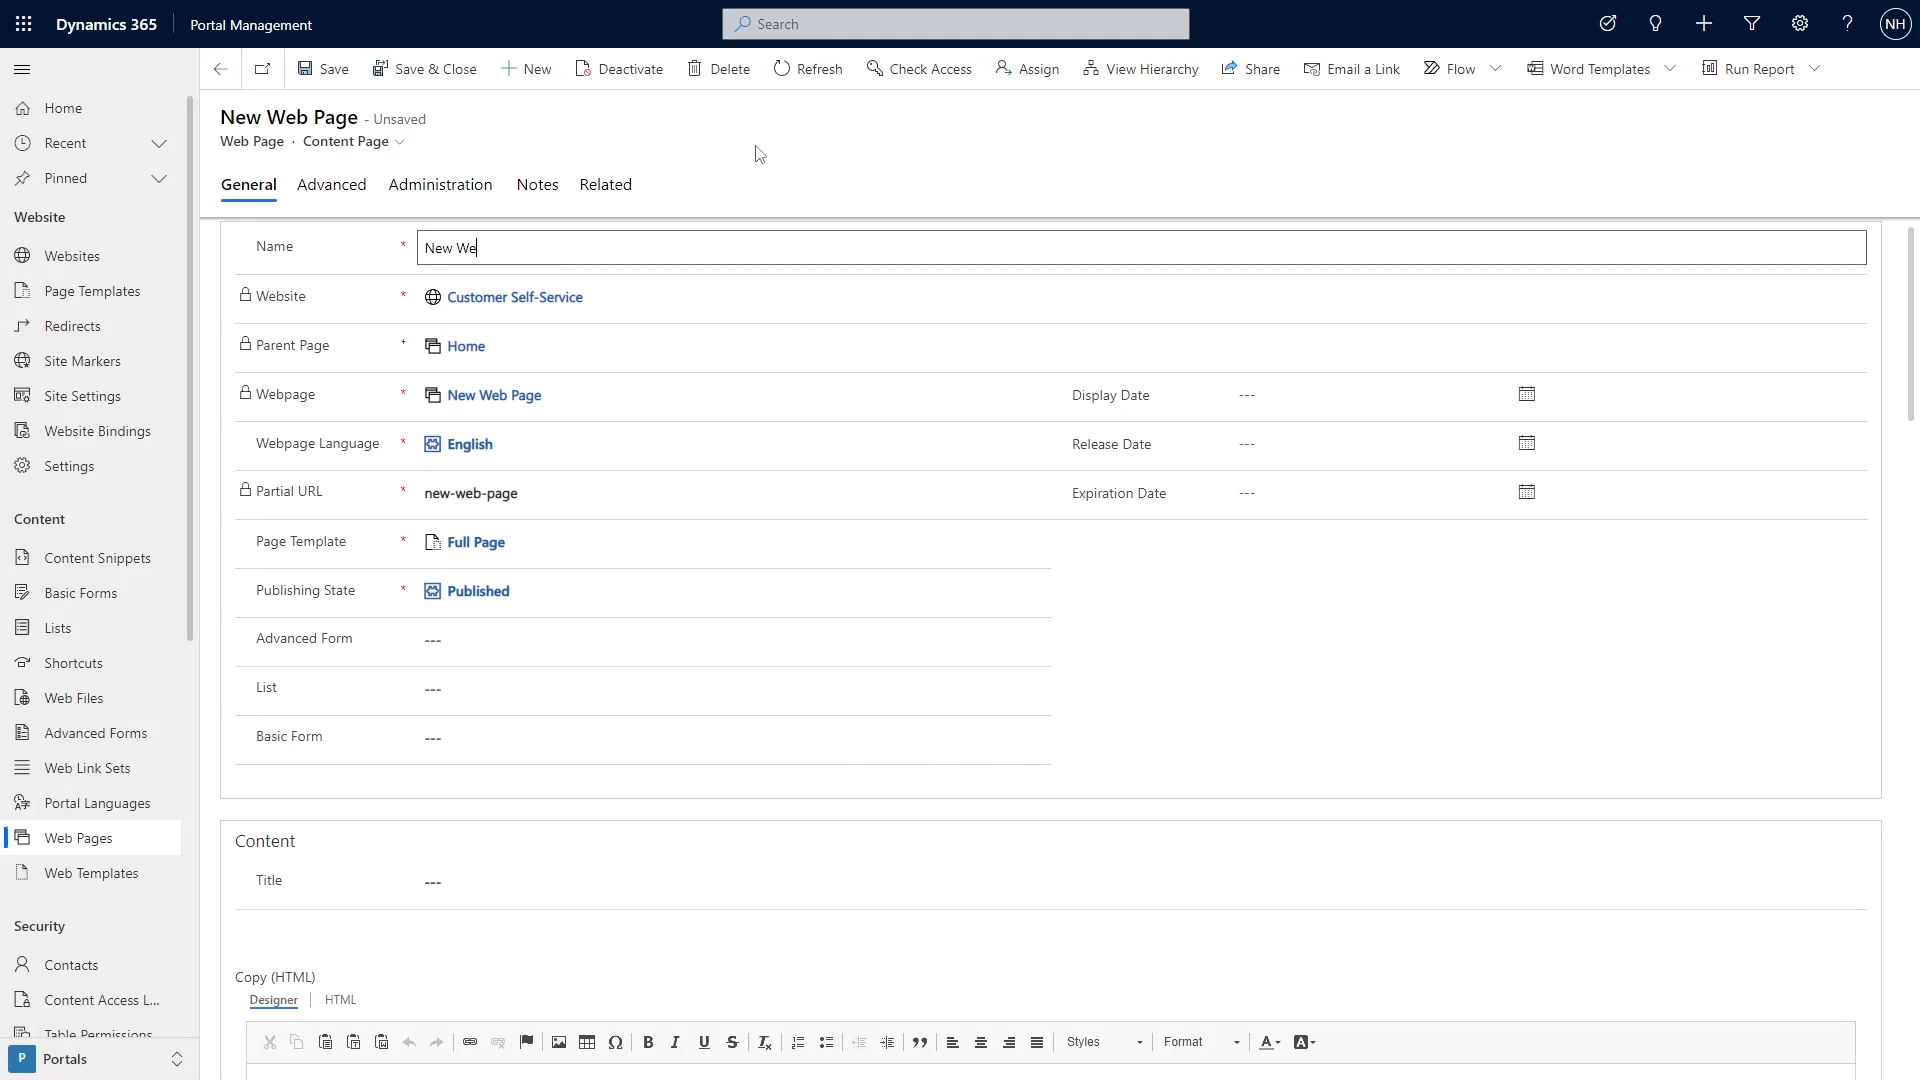 Dynamics 365
Portal Management
Search
NH
Save
Save & Close
New
Deactivate
Delete
Refresh
Check Access
Assign
View Hierarchy
Share
Email a Link
Flow
Word Templates
Run Report
Home
Recent
Pinned
Website
Websites
Page Templates
Redirects
Site Markers
Site Settings
Website Bindings
Settings
Content
Content Snippets
Basic Forms
Lists
Shortcuts
Web Files
Advanced Forms
Web Link Sets
Portal Languages
Web Pages
Web Templates
Security
Contacts
Content Access L...
Table Permissions
P Portals
New Web Page - Unsaved
Web Page · Content Page
General
Advanced
Administration
Notes
Related
Name * New We
Website * Customer Self-Service
Parent Page + Home
Webpage * New Web Page
Display Date ---
Webpage Language * English
Release Date ---
Partial URL * new-web-page
Expiration Date ---
Page Template * Full Page
Publishing State * Published
Advanced Form ---
List ---
Basic Form ---
Content
Title ---
Copy (HTML)
Designer | HTML
B I U S
Styles
Format
A
A